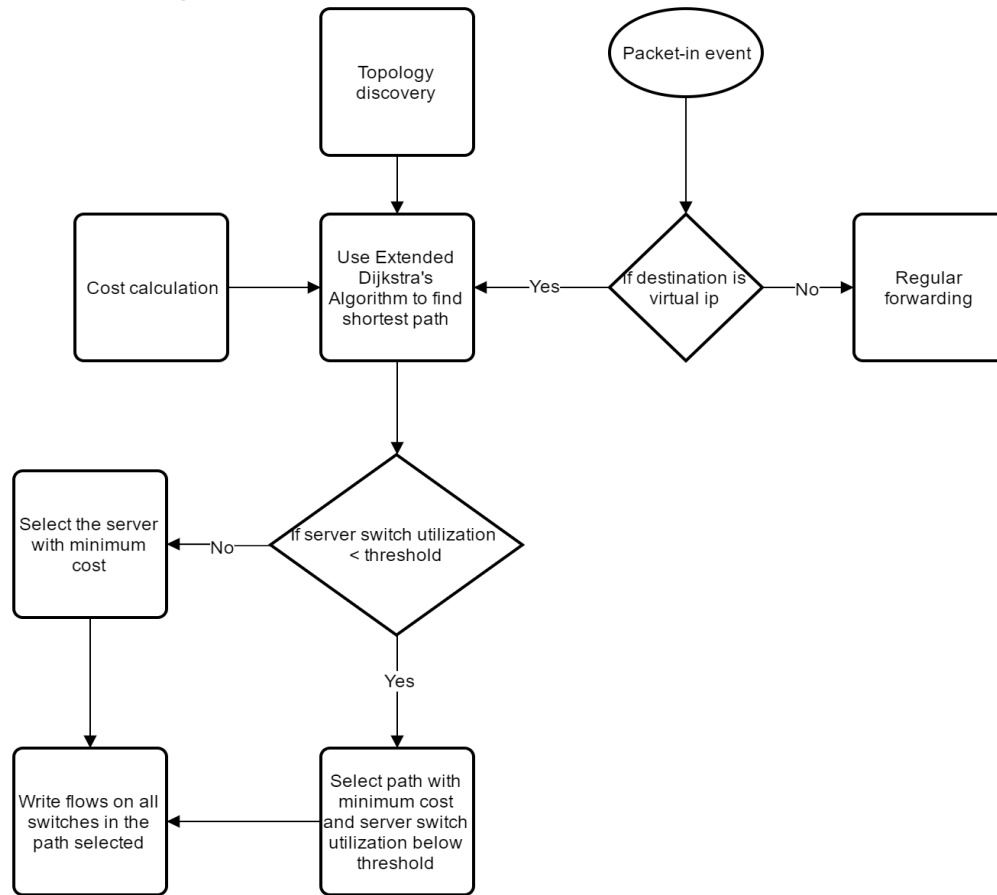 Topology
discovery
Packet-in event
Cost calculation
Use Extended
Dijkstra's
Algorithm to find
shortest path
Yes
If destination is
virtual ip
No
Regular
forwarding
Select the server
with minimum
cost
No
If server switch utilization
< threshold
Yes
Write flows on all
switches in the
path selected
Select path with
minimum cost
and server switch
utilization below
threshold